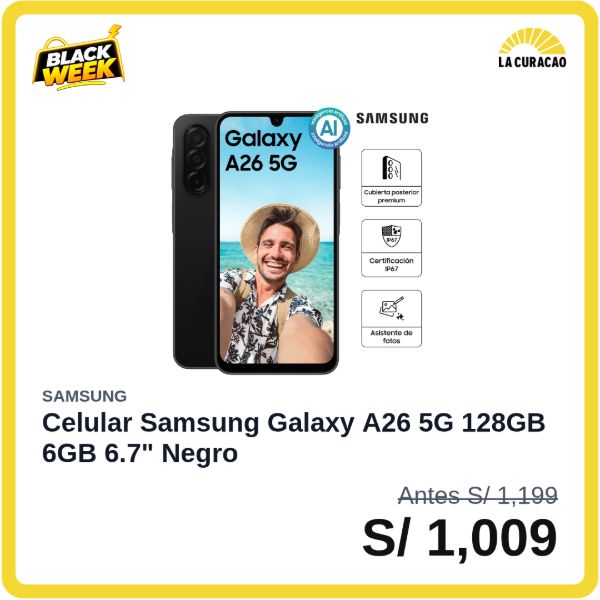 BLACK
WEEK
LA CURACAO
Galaxy
A26 5G
AI
SAMSUNG
Cubierta posterior
premium
IP67
Certificación
IP67
Asistente de
fotos
SAMSUNG
Celular Samsung Galaxy A26 5G 128GB
6GB 6.7" Negro
Antes S/ 1,199
S/ 1,009